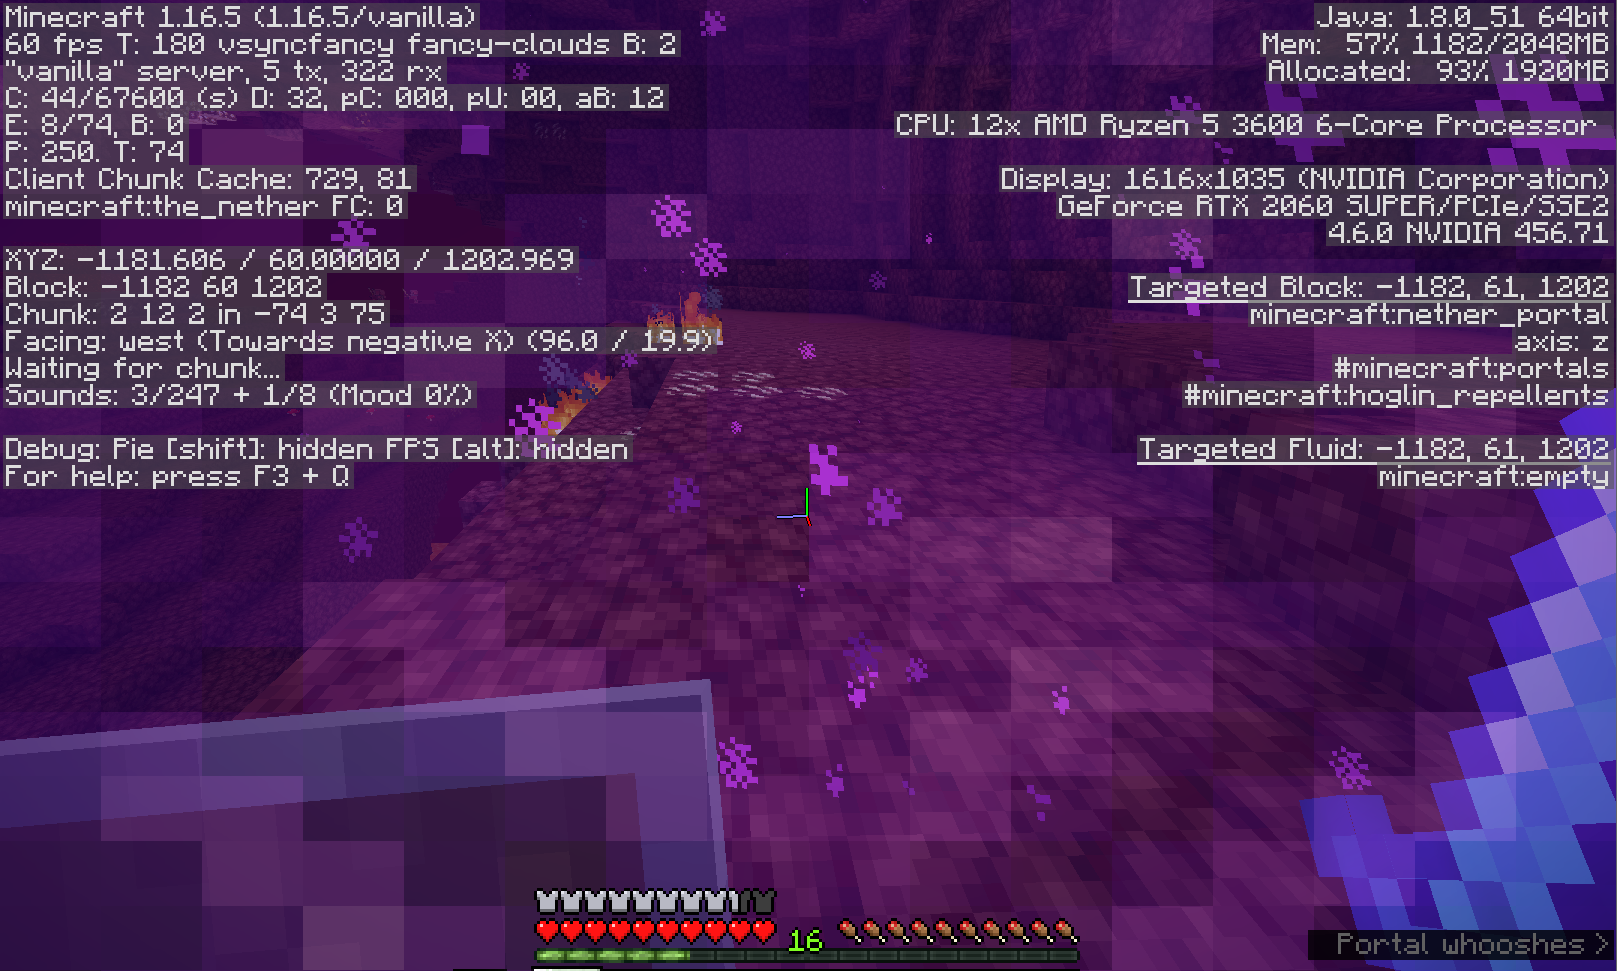 Minecraft 1.16.5 (1.16.5/vanilla)
60 fps T: 180 vsyncfancy fancy-clouds B: 2
"vanilla" server, 5 tx, 322 rx
C: 44/67600 (s) D: 32, pC: 000, pU: 00, aB: 12
E: 8/74, B: 0
P: 250. T: 74
Client Chunk Cache: 729, 81
minecraft:the_nether FC: 0
XYZ: -1181.606 / 60.00000 / 1202.969
Block: -1182 60 1202
Chunk: 2 12 2 in -74 3 75
Facing: west (Towards negative X) (96.0 / 19.9)
Waiting for chunk...
Sounds: 3/247 + 1/8 (Mood 0%)
Debug: Pie [shift]: hidden FPS [alt]: hidden
For help: press F3 + Q
Java: 1.8.0_51 64bit
Mem: 57% 1182/2048MB
Allocated: 93% 1920MB
CPU: 12x AMD Ryzen 5 3600 6-Core Processor
Display: 1616x1035 (NVIDIA Corporation)
GeForce RTX 2060 SUPER/PCIe/SSE2
4.6.0 NVIDIA 456.71
Targeted Block: -1182, 61, 1202
minecraft:nether_portal
axis: z
#minecraft:portals
#minecraft:hoglin_repellents
Targeted Fluid: -1182, 61, 1202
minecraft:empty
16
Portal whooshes >